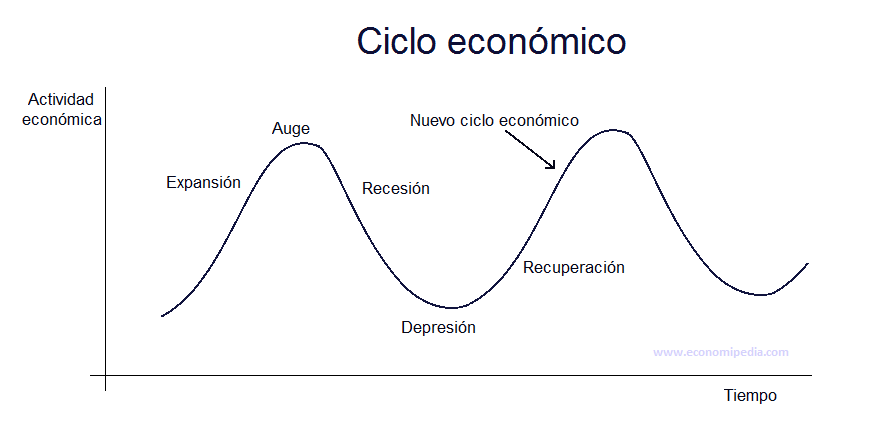 Ciclo económico
Actividad
económica
Auge
Nuevo ciclo económico
Expansión
Recesión
Recuperación
Depresión
www.economipedia.com
Tiempo